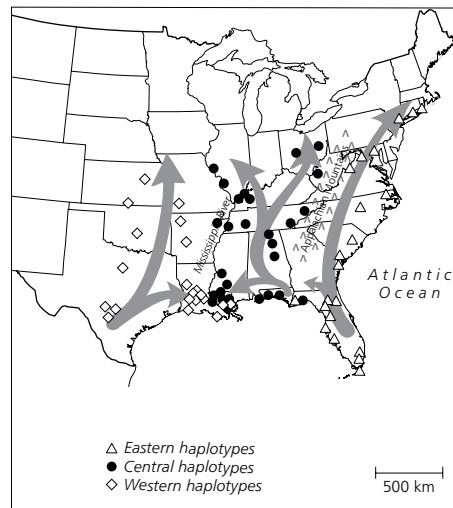 Mississippi River
Appalachian Mountains
Atlantic
Ocean
Eastern haplotypes
Central haplotypes
Western haplotypes
500 km